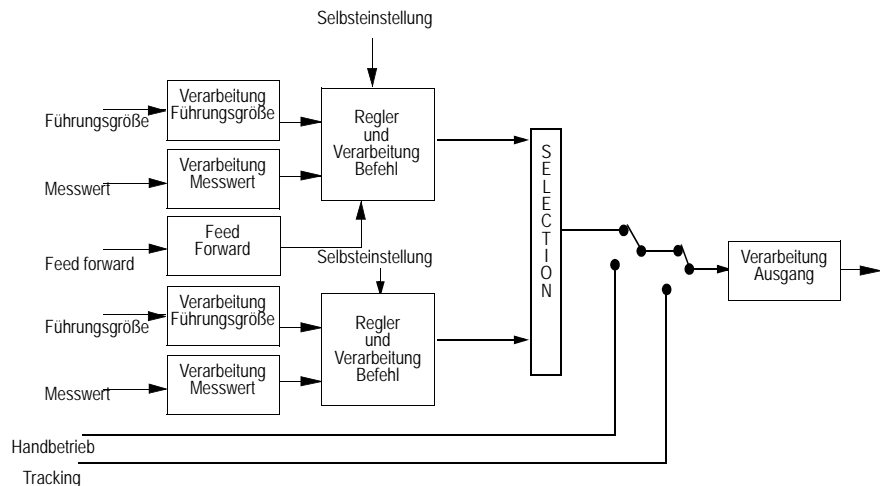 Selbsteinstellung
Verarbeitung
Führungsgröße
Führungsgröße
Regler
und
Verarbeitung
Befehl
Verarbeitung
Messwert
Messwert
Feed
Forward
Feed forward
SELECTION
Selbsteinstellung
Verarbeitung
Ausgang
Verarbeitung
Führungsgröße
Führungsgröße
Regler
und
Verarbeitung
Befehl
Verarbeitung
Messwert
Messwert
Handbetrieb
Tracking